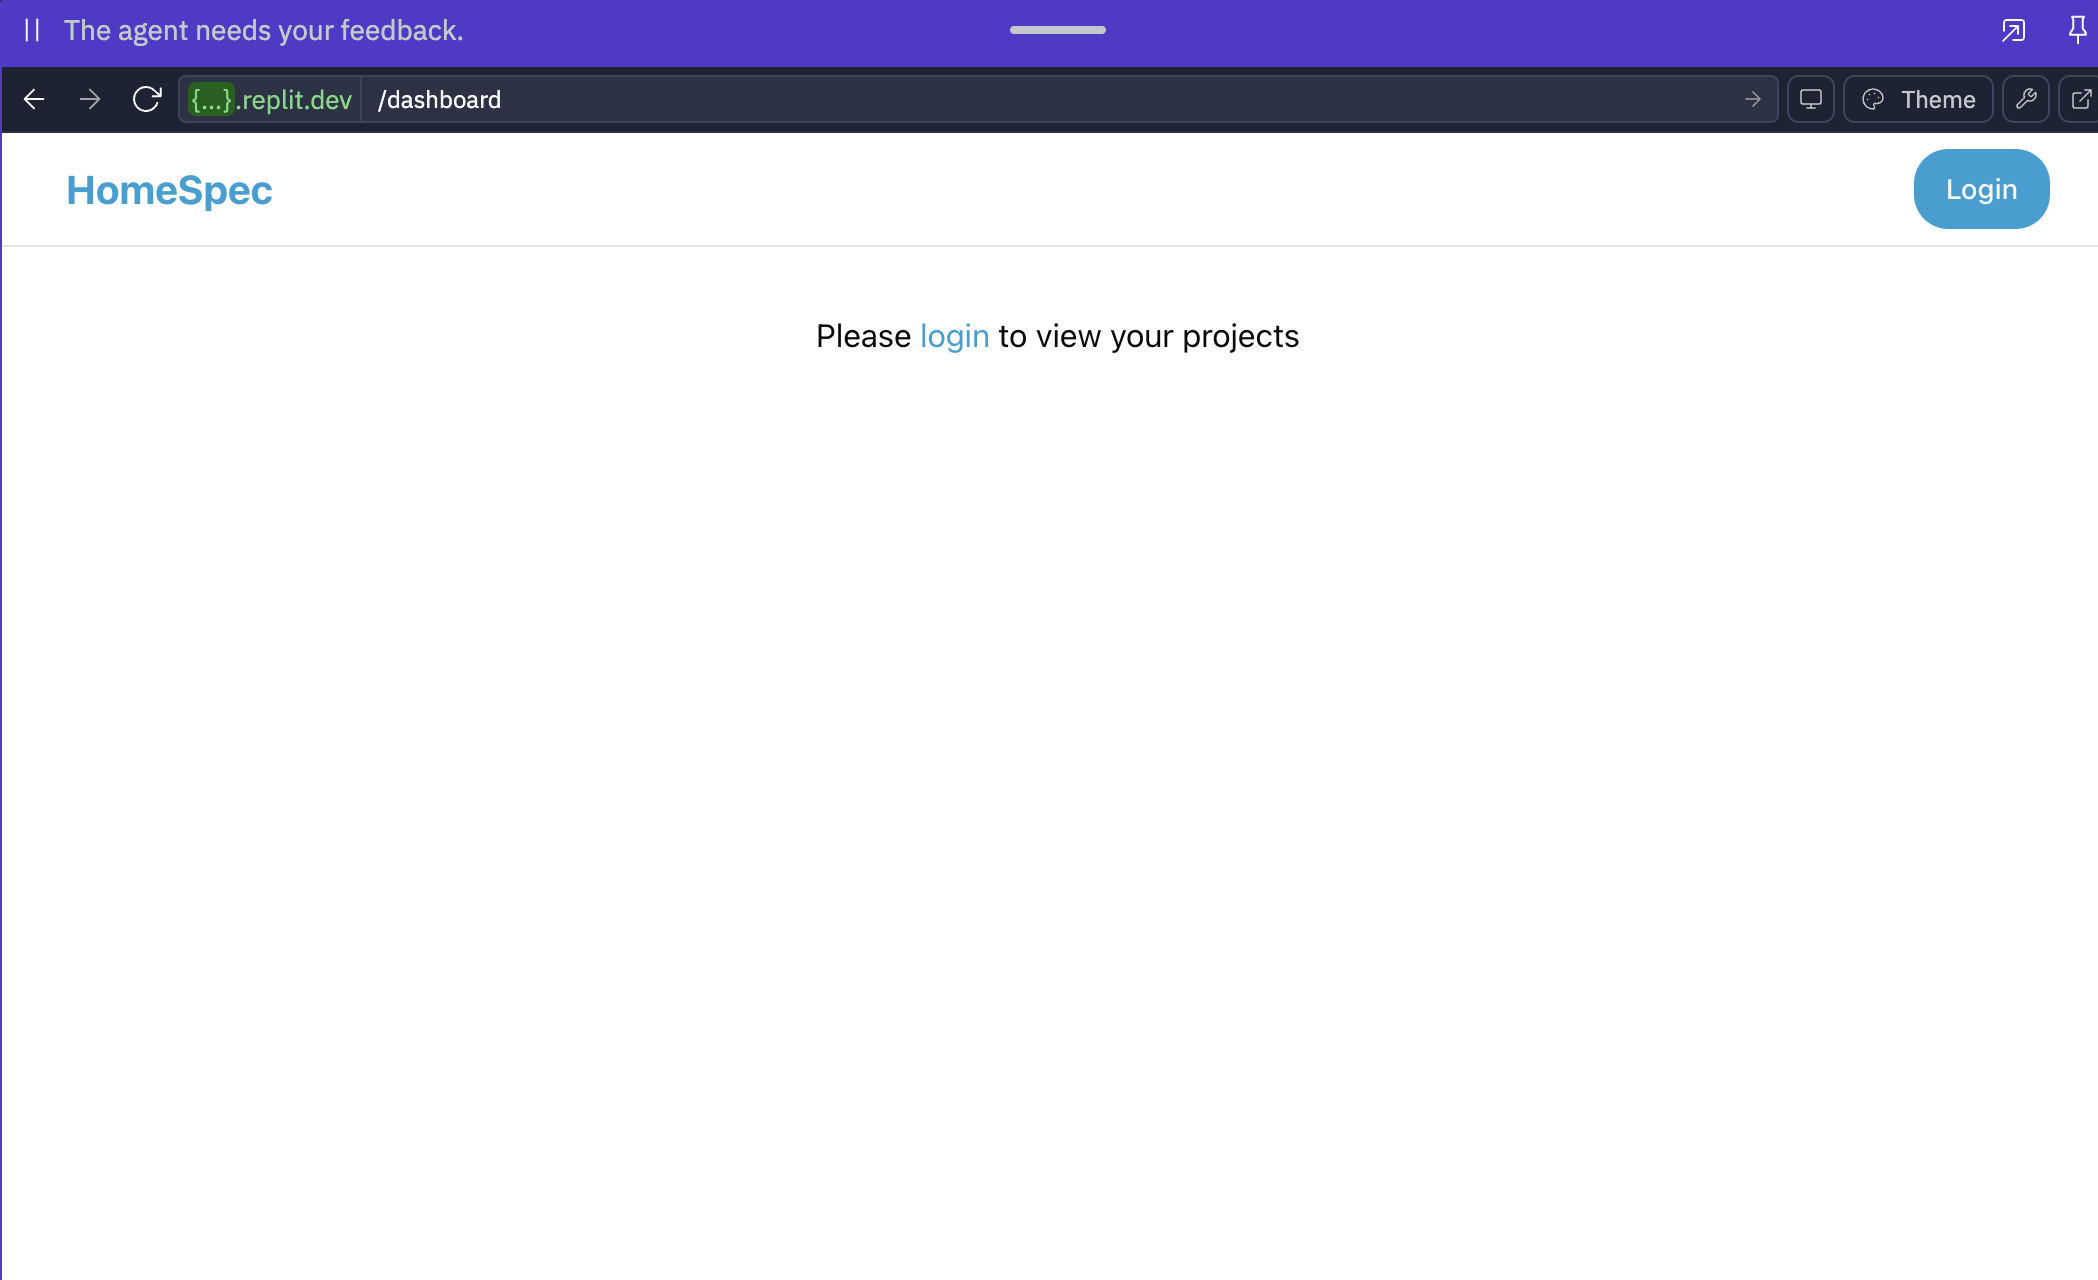 The agent needs your feedback.
{...}.replit.dev /dashboard Theme
HomeSpec Login
Please login to view your projects